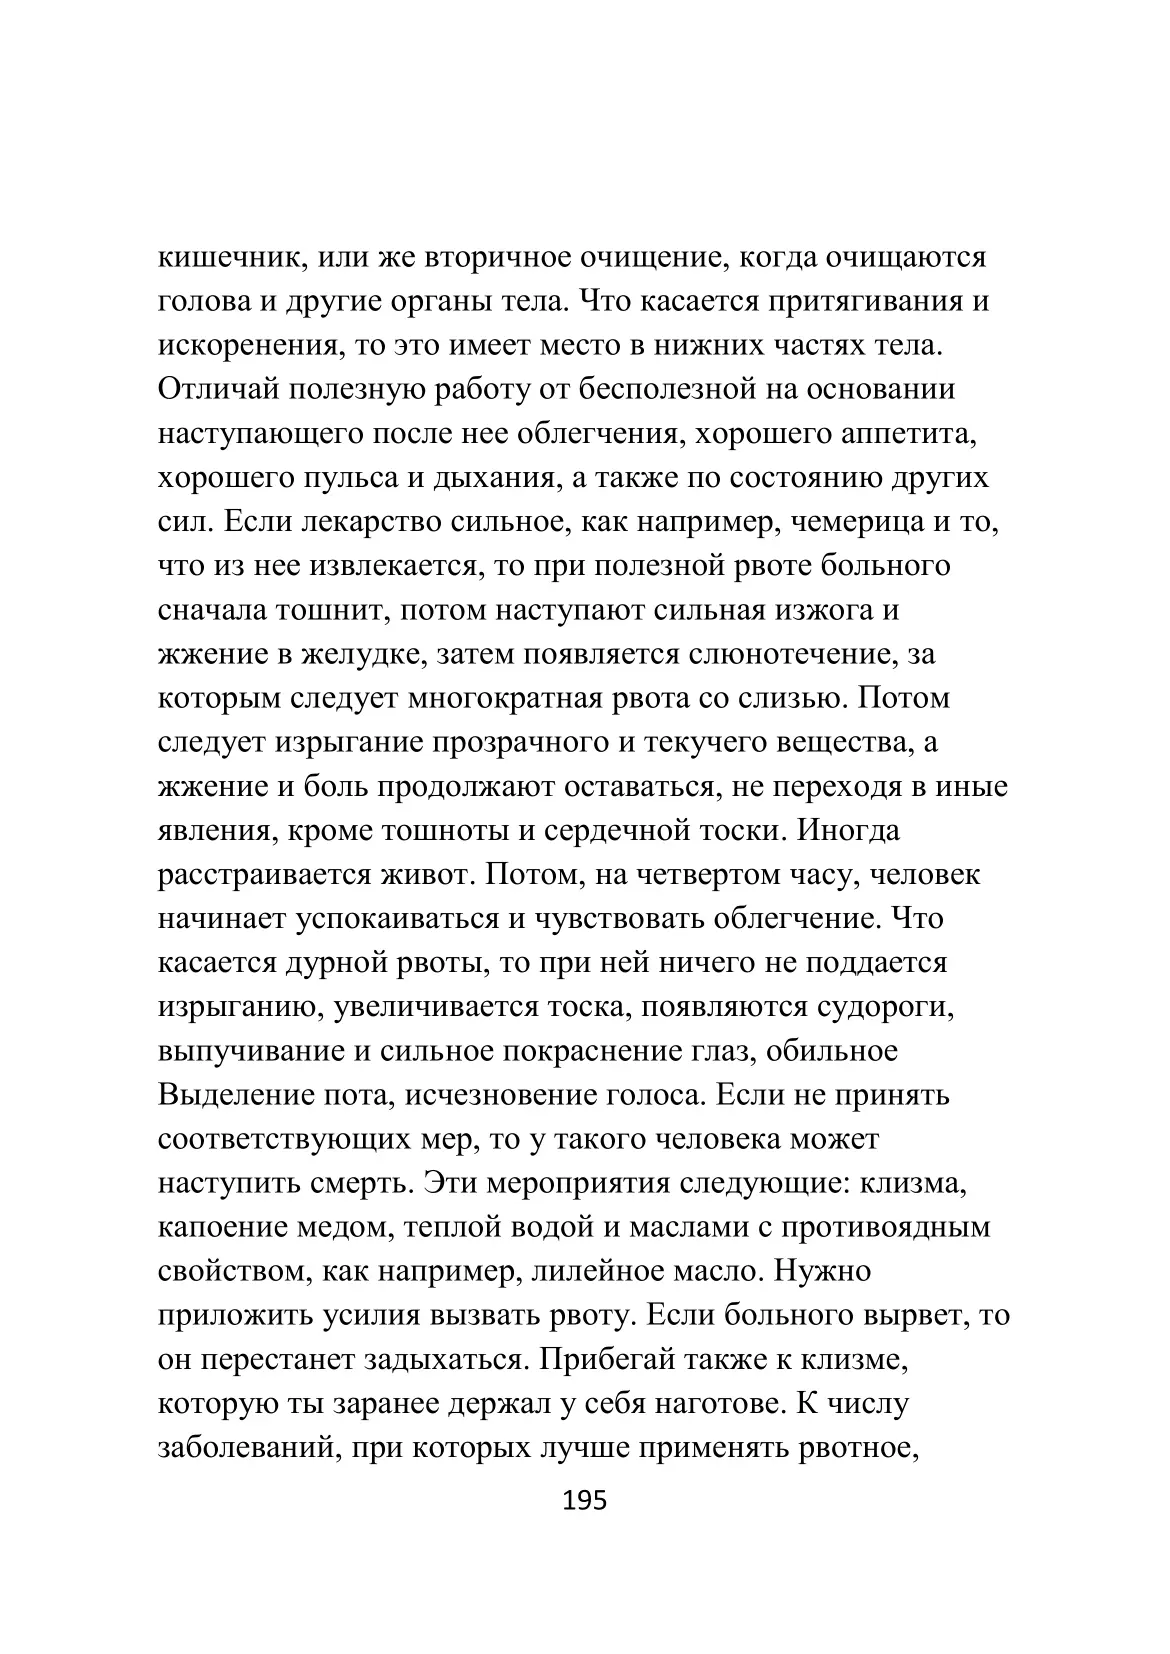 кишечник, или же вторичное очищение, когда очищаются
голова и другие органы тела. Что касается притягивания и
искоренения, то это имеет место в нижних частях тела.
Отличай полезную работу от бесполезной на основании
наступающего после нее облегчения, хорошего аппетита,
хорошего пульса и дыхания, а также по состоянию других
сил. Если лекарство сильное, как например, чемерица и то,
что из нее извлекается, то при полезной рвоте больного
сначала тошнит, потом наступают сильная изжога и
жжение в желудке, затем появляется слюнотечение, за
которым следует многократная рвота со слизью. Потом
следует изрыгание прозрачного и текучего вещества, а
жжение и боль продолжают оставаться, не переходя в иные
явления, кроме тошноты и сердечной тоски. Иногда
расстраивается живот. Потом, на четвертом часу, человек
начинает успокаиваться и чувствовать облегчение. Что
касается дурной рвоты, то при ней ничего не поддается
изрыганию, увеличивается тоска, появляются судороги,
выпучивание и сильное покраснение глаз, обильное
Выделение пота, исчезновение голоса. Если не принять
соответствующих мер, то у такого человека может
наступить смерть. Эти мероприятия следующие: клизма,
капоение медом, теплой водой и маслами с противоядным
свойством, как например, лилейное масло. Нужно
приложить усилия вызвать рвоту. Если больного вырвет, то
он перестанет задыхаться. Прибегай также к клизме,
которую ты заранее держал у себя наготове. К числу
заболеваний, при которых лучше применять рвотное,
195